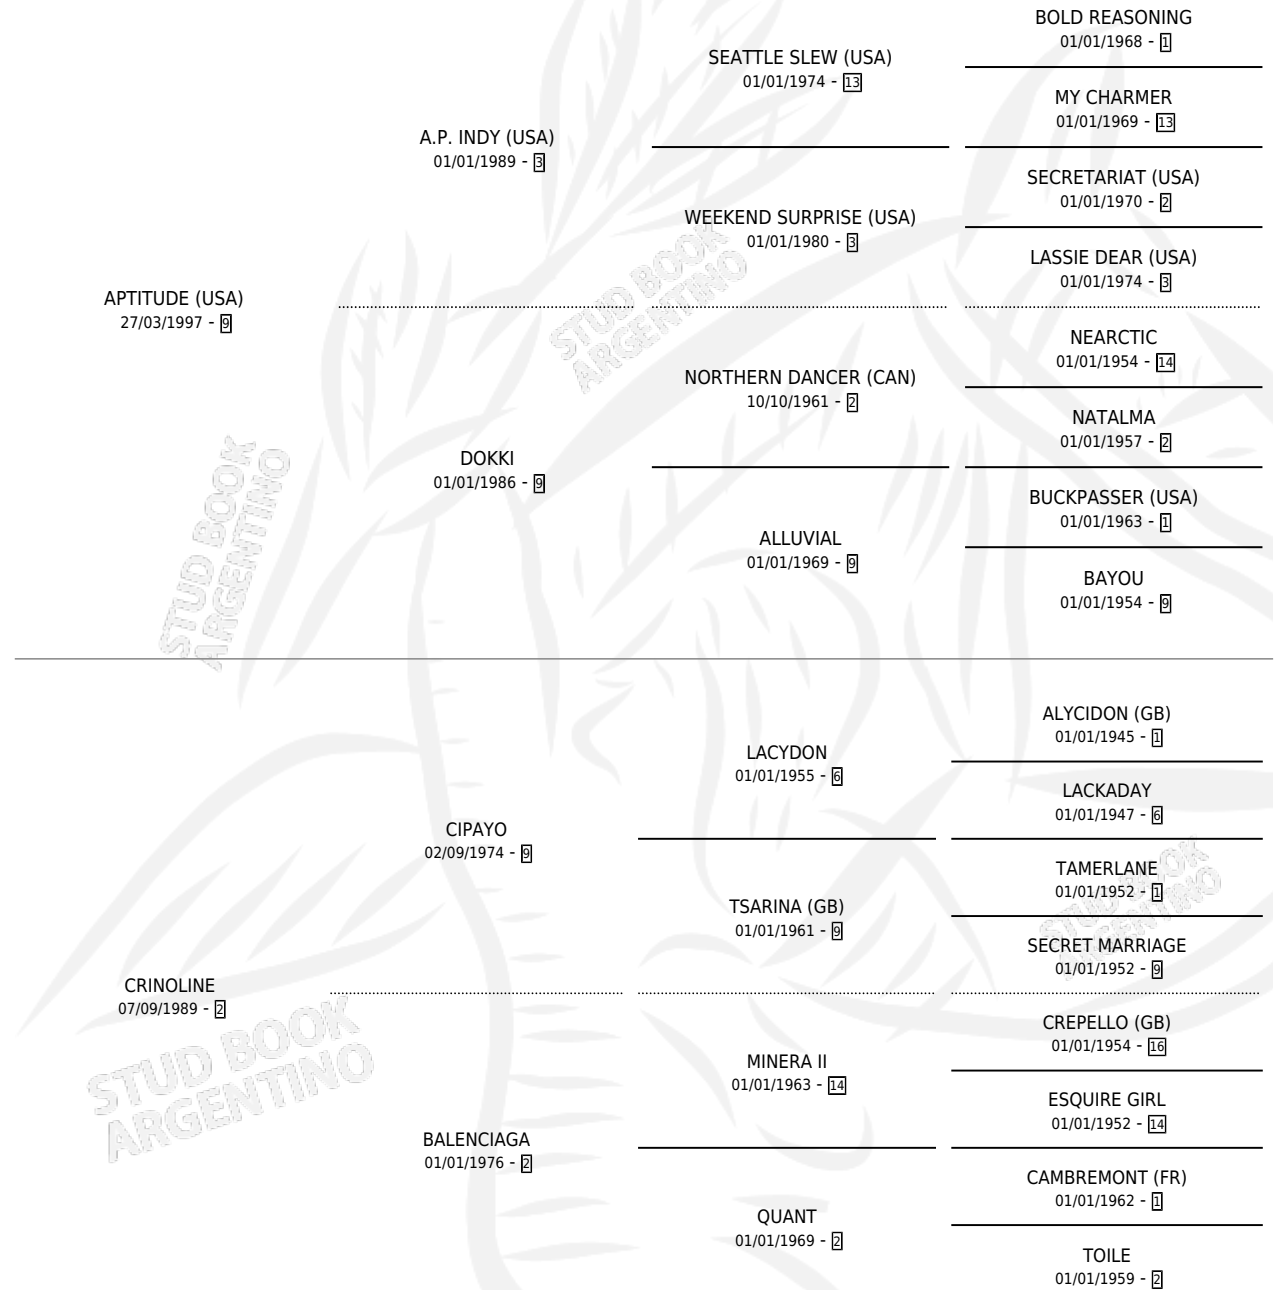 BOLD REASONING
01/01/1968 - 1
SEATTLE SLEW (USA)
01/01/1974 - 13
MY CHARMER
01/01/1969 - 13
A.P. INDY (USA)
01/01/1989 - 3
SECRETARIAT (USA)
01/01/1970 - 2
WEEKEND SURPRISE (USA)
01/01/1980 - 3
LASSIE DEAR (USA)
01/01/1974 - 3
APTITUDE (USA)
27/03/1997 - 9
NEARCTIC
01/01/1954 - 14
NORTHERN DANCER (CAN)
10/10/1961 - 2
NATALMA
01/01/1957 - 2
DOKKI
01/01/1986 - 9
BUCKPASSER (USA)
01/01/1963 - 1
ALLUVIAL
01/01/1969 - 9
BAYOU
01/01/1954 - 9
ALYCIDON (GB)
01/01/1945 - 1
LACYDON
01/01/1955 - 6
LACKADAY
01/01/1947 - 6
CIPAYO
02/09/1974 - 9
TAMERLANE
01/01/1952 - 1
TSARINA (GB)
01/01/1961 - 9
SECRET MARRIAGE
01/01/1952 - 9
CRINOLINE
07/09/1989 - 2
CREPELLO (GB)
01/01/1954 - 16
MINERA II
01/01/1963 - 14
ESQUIRE GIRL
01/01/1952 - 14
BALENCIAGA
01/01/1976 - 2
CAMBREMONT (FR)
01/01/1962 - 1
QUANT
01/01/1969 - 2
TOILE
01/01/1959 - 2
STUD BOOK
ARGENTINO
STUD BOOK
ARGENTINO
STUD BOOK
ARGENTINO
STUD BOOK
ARGENTINO